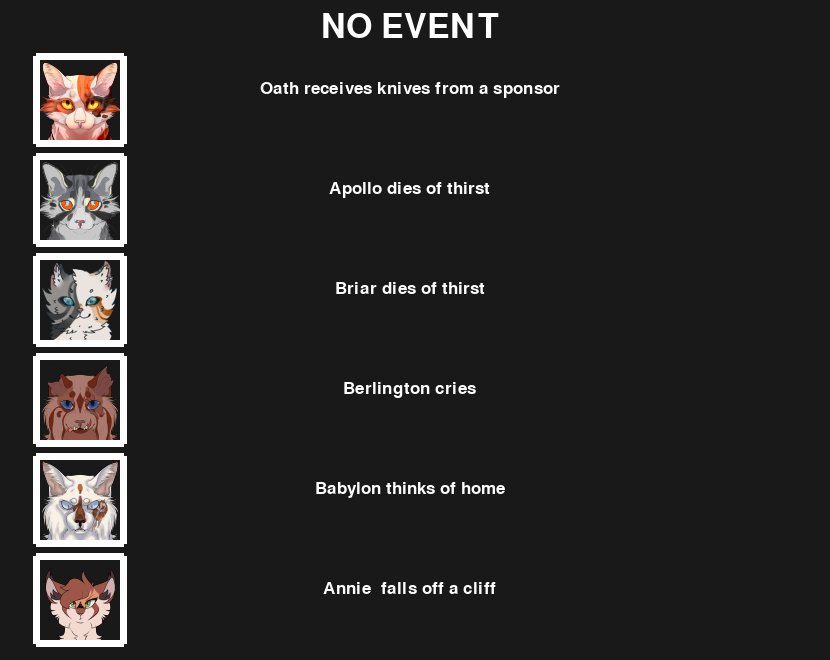 NO EVENT
Oath receives knives from a sponsor
Apollo dies of thirst
Briar dies of thirst
Berlington cries
Babylon thinks of home
Annie  falls off a cliff